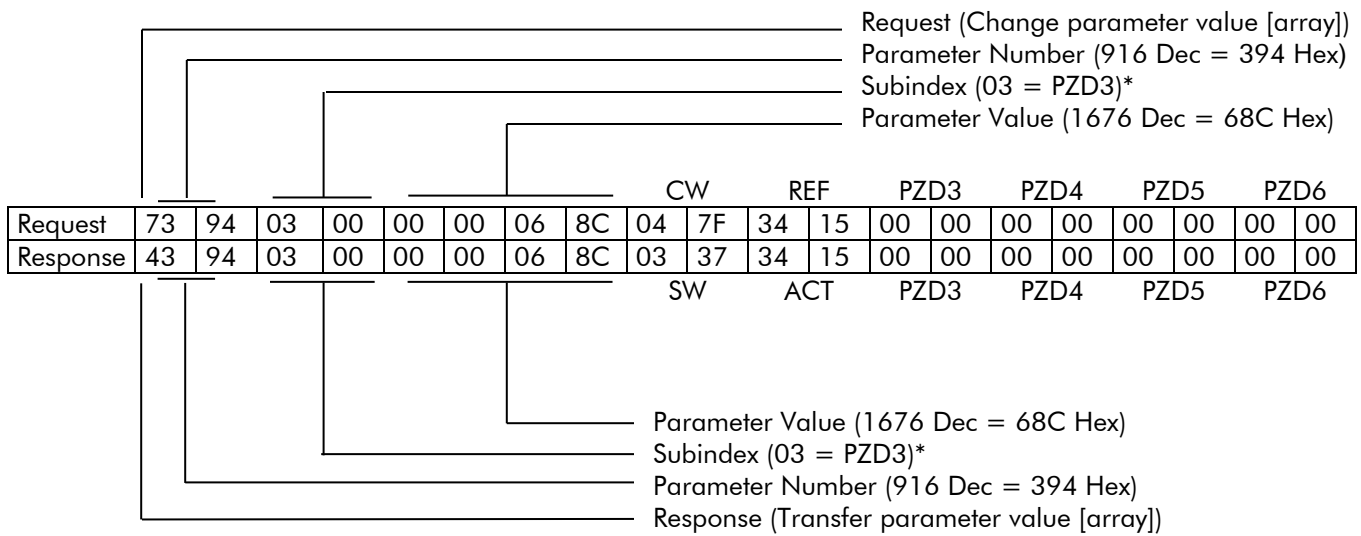 Request (Change parameter value [array])
Parameter Number (916 Dec = 394 Hex)
Subindex (03 = PZD3)*
Parameter Value (1676 Dec = 68C Hex)
CW REF PZD3 PZD4 PZD5 PZD6
Request 73 94 03 00 00 00 06 8C 04 7F 34 15 00 00 00 00 00 00 00 00
Response 43 94 03 00 00 00 06 8C 03 37 34 15 00 00 00 00 00 00 00 00
SW ACT PZD3 PZD4 PZD5 PZD6
Parameter Value (1676 Dec = 68C Hex)
Subindex (03 = PZD3)*
Parameter Number (916 Dec = 394 Hex)
Response (Transfer parameter value [array])